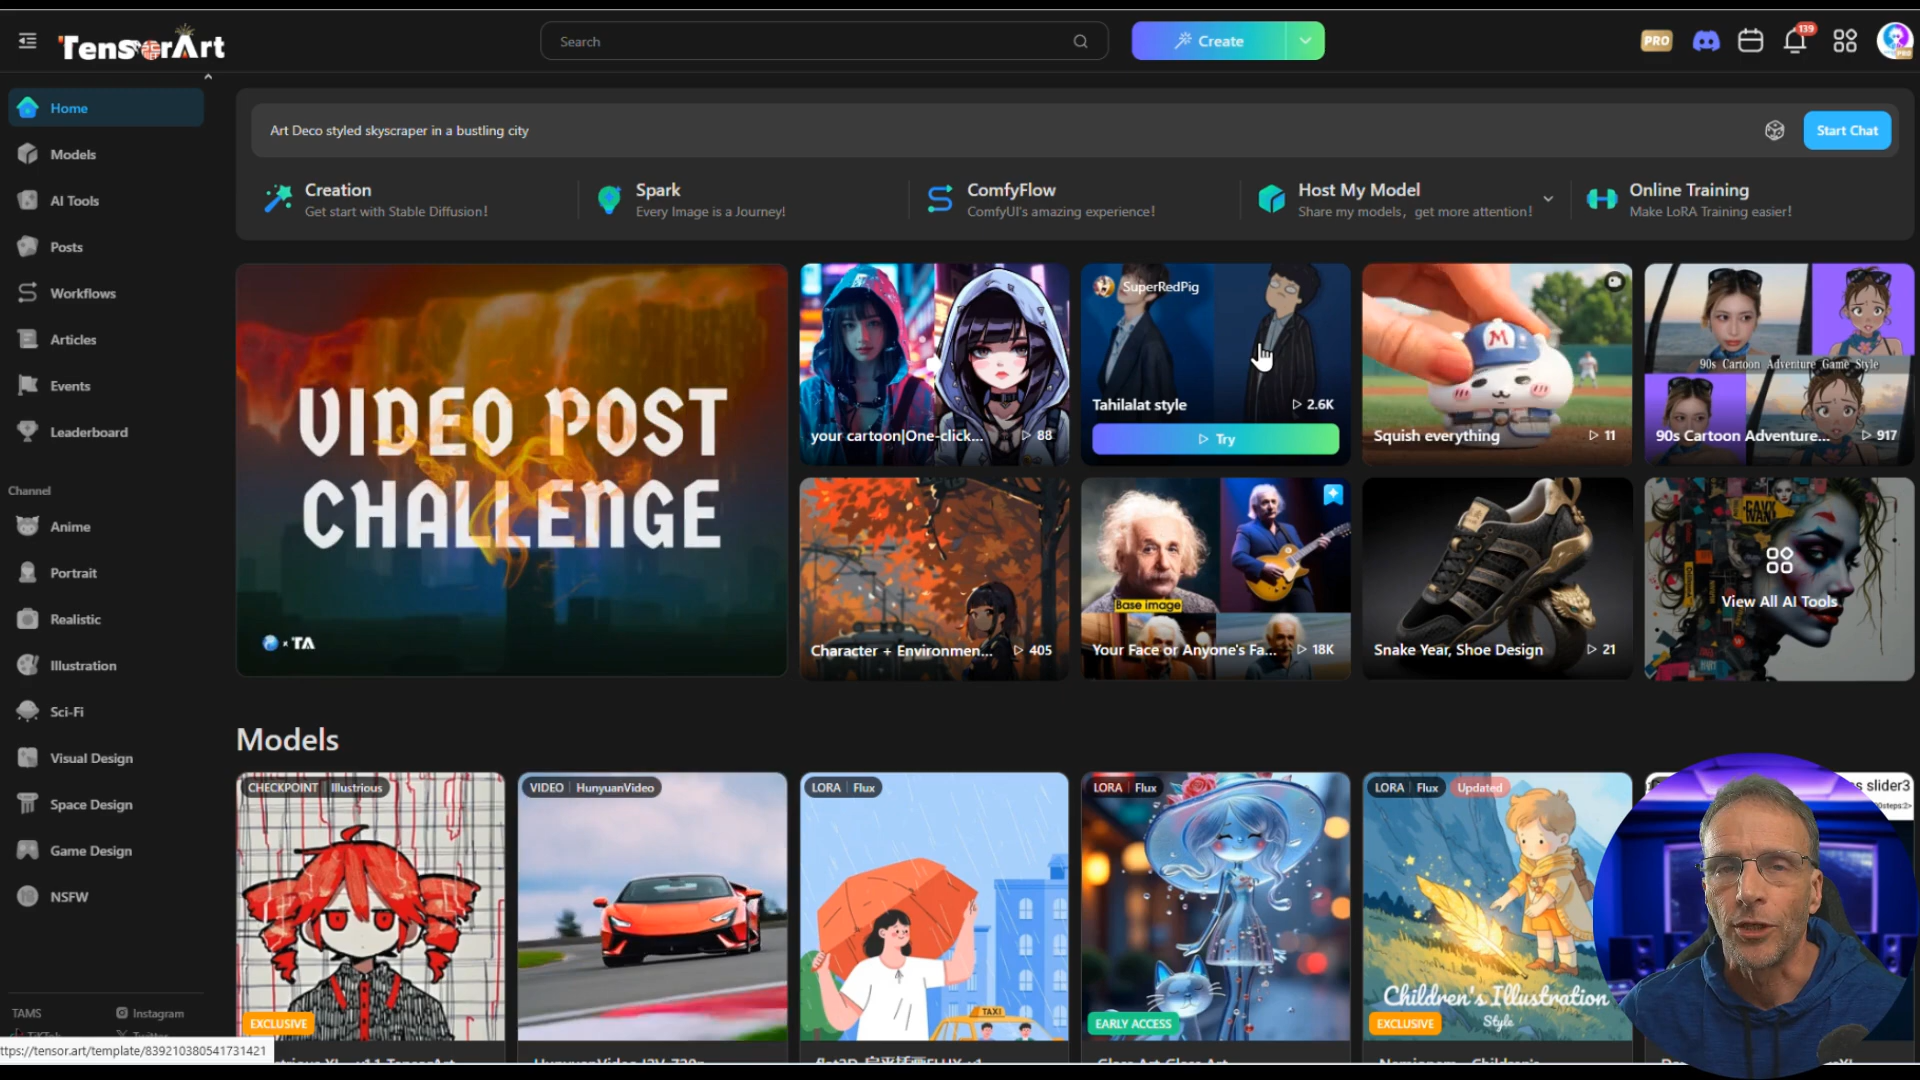 TensorArt
Search
Create
PRO
139
Home
Models
AI Tools
Posts
Workflows
Articles
Events
Leaderboard
Channel
Anime
Portrait
Realistic
Illustration
Sci-Fi
Visual Design
Space Design
Game Design
NSFW
TAMS
Instagram
ttps://tensor.art/template/839210380541731421
Art Deco styled skyscraper in a bustling city
Start Chat
Creation
Get start with Stable Diffusion!
Spark
Every Image is a Journey!
ComfyFlow
ComfyUI's amazing experience!
Host My Model
Share my models, get more attention!
Online Training
Make LoRA Training easier!
VIDEO POST
CHALLENGE
× TA
your cartoon|One-click...
88
SuperRedPig
Tahilalat style
2.6K
Try
M
Squish everything
11
90s Cartoon Adventure Game Style
90s Cartoon Adventure...
917
Character + Environmen...
405
Base image
Your Face or Anyone's Fa...
18K
Snake Year, Shoe Design
21
View All AI Tools
Models
CHECKPOINT | Illustrious
EXCLUSIVE
VIDEO | HunyuanVideo
LORA | Flux
TAXI
LORA | Flux
EARLY ACCESS
LORA | Flux
Updated
Children's Illustration
Style
EXCLUSIVE
s slider3